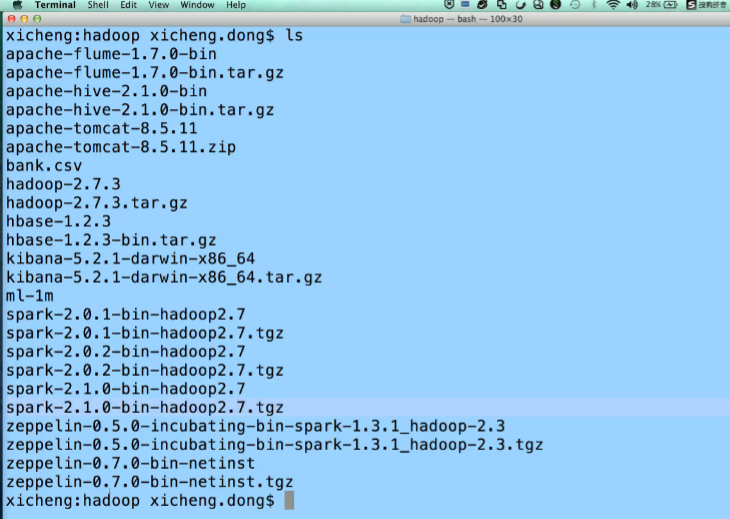 Terminal Shell Edit View Window Help 28%
hadoop — bash — 100×30
xicheng:hadoop xicheng.dong$ ls
apache-flume-1.7.0-bin
apache-flume-1.7.0-bin.tar.gz
apache-hive-2.1.0-bin
apache-hive-2.1.0-bin.tar.gz
apache-tomcat-8.5.11
apache-tomcat-8.5.11.zip
bank.csv
hadoop-2.7.3
hadoop-2.7.3.tar.gz
hbase-1.2.3
hbase-1.2.3-bin.tar.gz
kibana-5.2.1-darwin-x86_64
kibana-5.2.1-darwin-x86_64.tar.gz
ml-1m
spark-2.0.1-bin-hadoop2.7
spark-2.0.1-bin-hadoop2.7.tgz
spark-2.0.2-bin-hadoop2.7
spark-2.0.2-bin-hadoop2.7.tgz
spark-2.1.0-bin-hadoop2.7
spark-2.1.0-bin-hadoop2.7.tgz
zeppelin-0.5.0-incubating-bin-spark-1.3.1_hadoop-2.3
zeppelin-0.5.0-incubating-bin-spark-1.3.1_hadoop-2.3.tgz
zeppelin-0.7.0-bin-netinst
zeppelin-0.7.0-bin-netinst.tgz
xicheng:hadoop xicheng.dong$